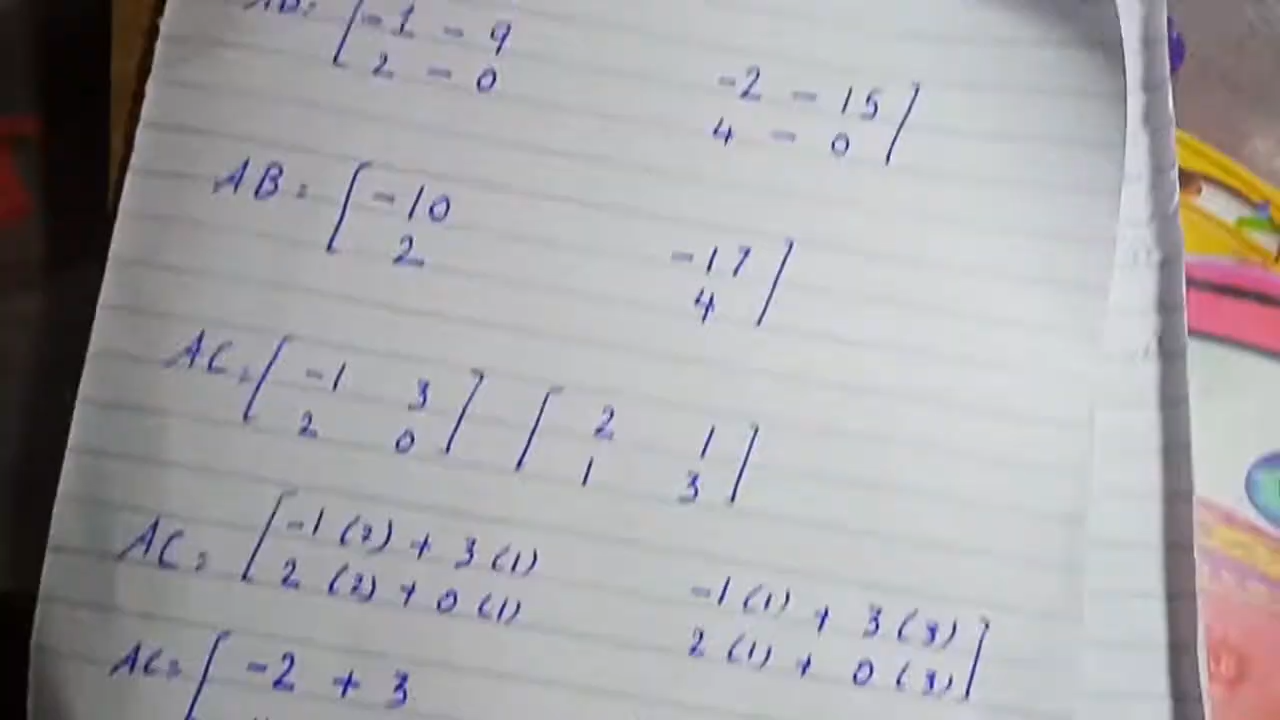 AB = [ -1 - 9 -2 - 15 ]
2 - 0 4 - 0
AB = [ -10 -17 ]
2 4
AC = [ -1 3 ] [ 2 1 ]
2 0 1 3
AC = [ -1 (2) + 3 (1) -1 (1) + 3 (3) ]
2 (2) + 0 (1) 2 (1) + 0 (3)
AC = [ -2 + 3